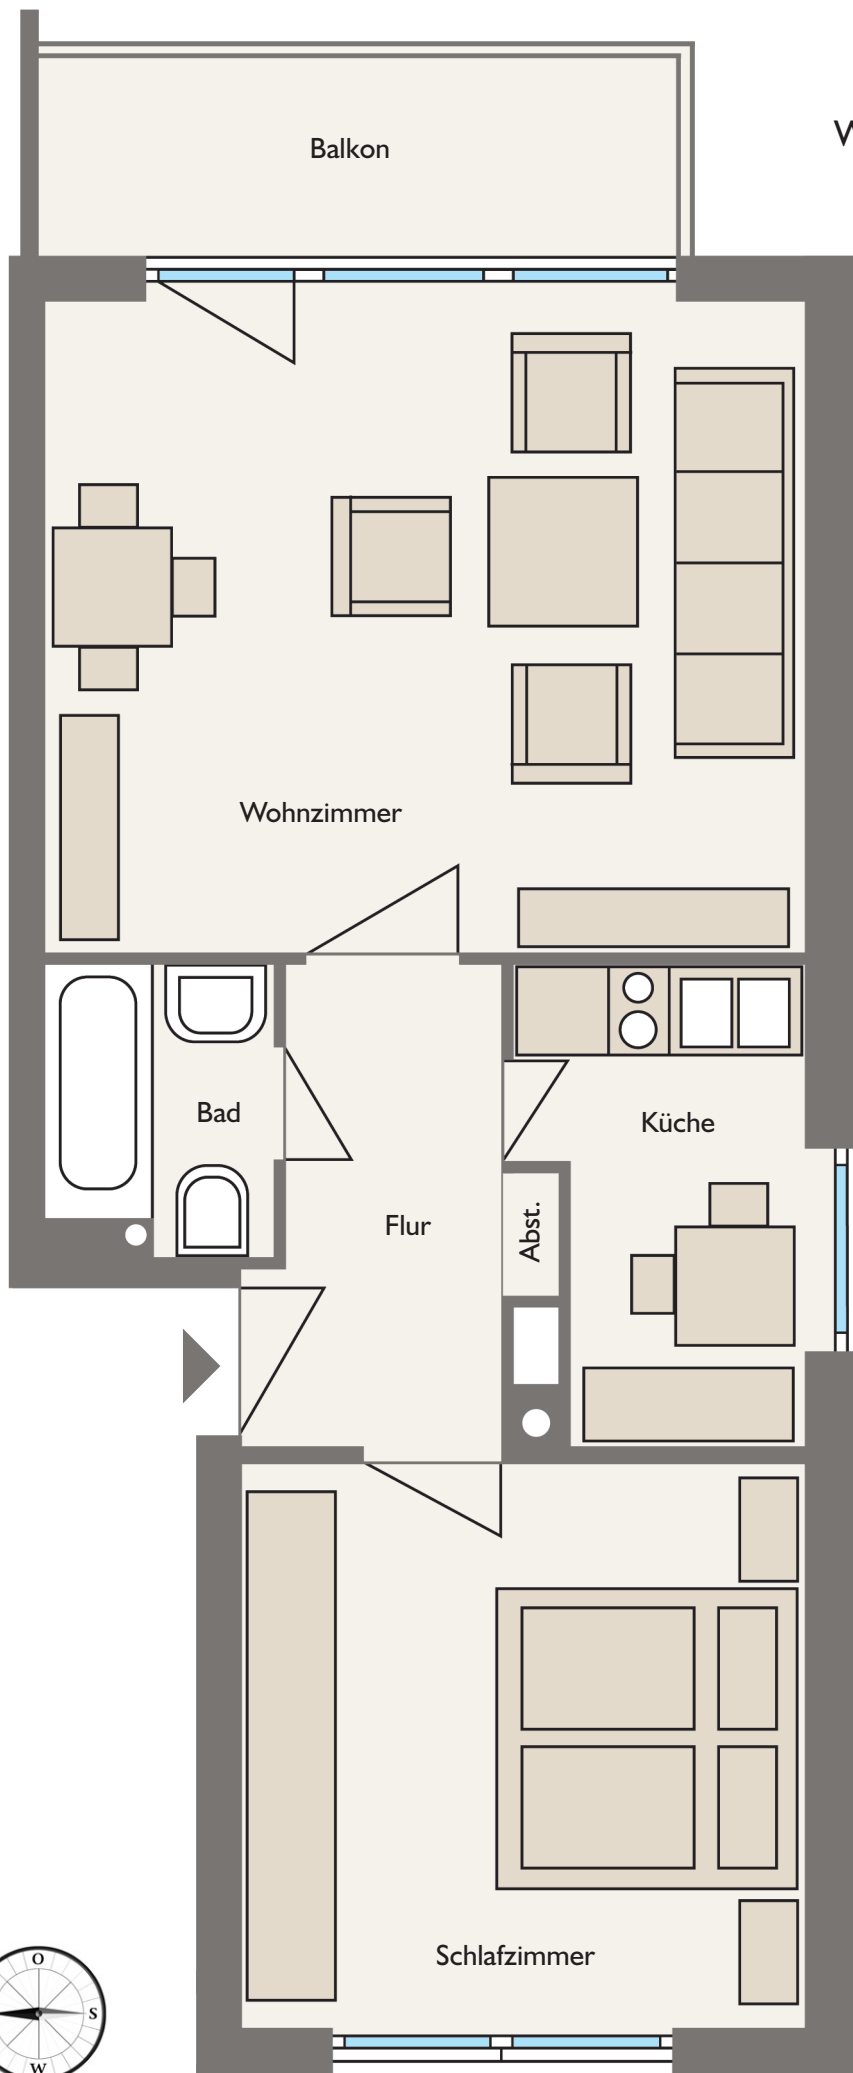 Balkon
Wohnzimmer
Bad
Küche
Flur
Abst.
Schlafzimmer
O
S
W